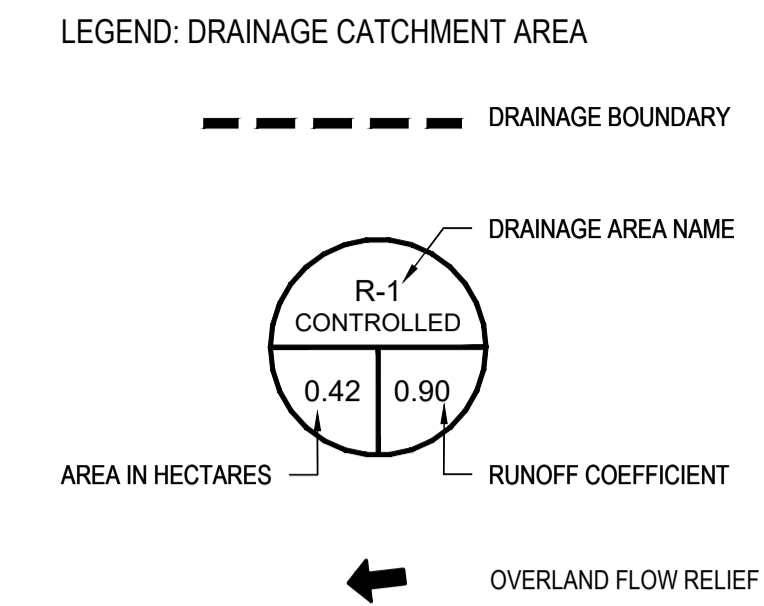 LEGEND: DRAINAGE CATCHMENT AREA
DRAINAGE BOUNDARY
DRAINAGE AREA NAME
R-1
CONTROLLED
0.42 0.90
AREA IN HECTARES RUNOFF COEFFICIENT
OVERLAND FLOW RELIEF